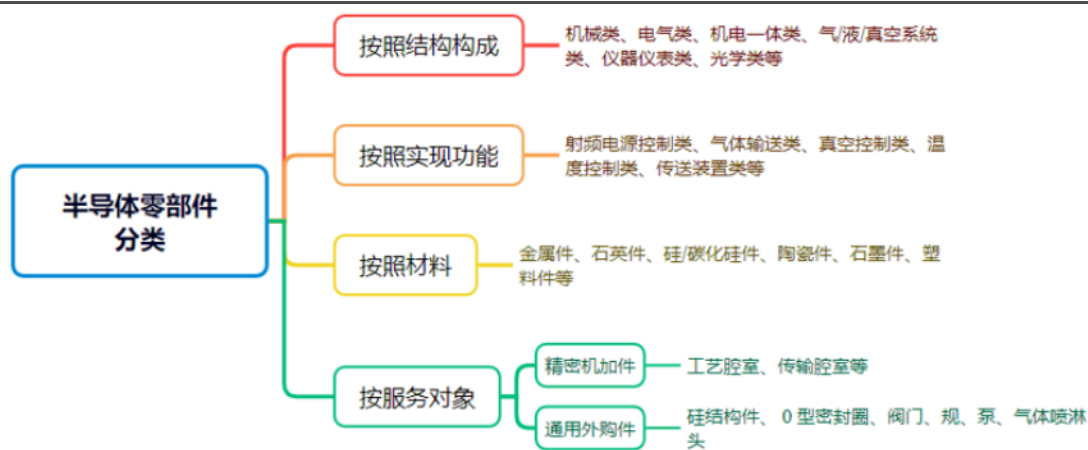 按照结构构成
机械类、电气类、机电一体类、气/液/真空系统
类、仪器仪表类、光学类等
按照实现功能
射频电源控制类、气体输送类、真空控制类、温
度控制类、传送装置类等
半导体零部件
分类
按照材料
金属件、石英件、硅/碳化硅件、陶瓷件、石墨件、塑
料件等
按服务对象
精密机加件
工艺腔室、传输腔室等
通用外购件
硅结构件、O型密封圈、阀门、规、泵、气体喷淋
头